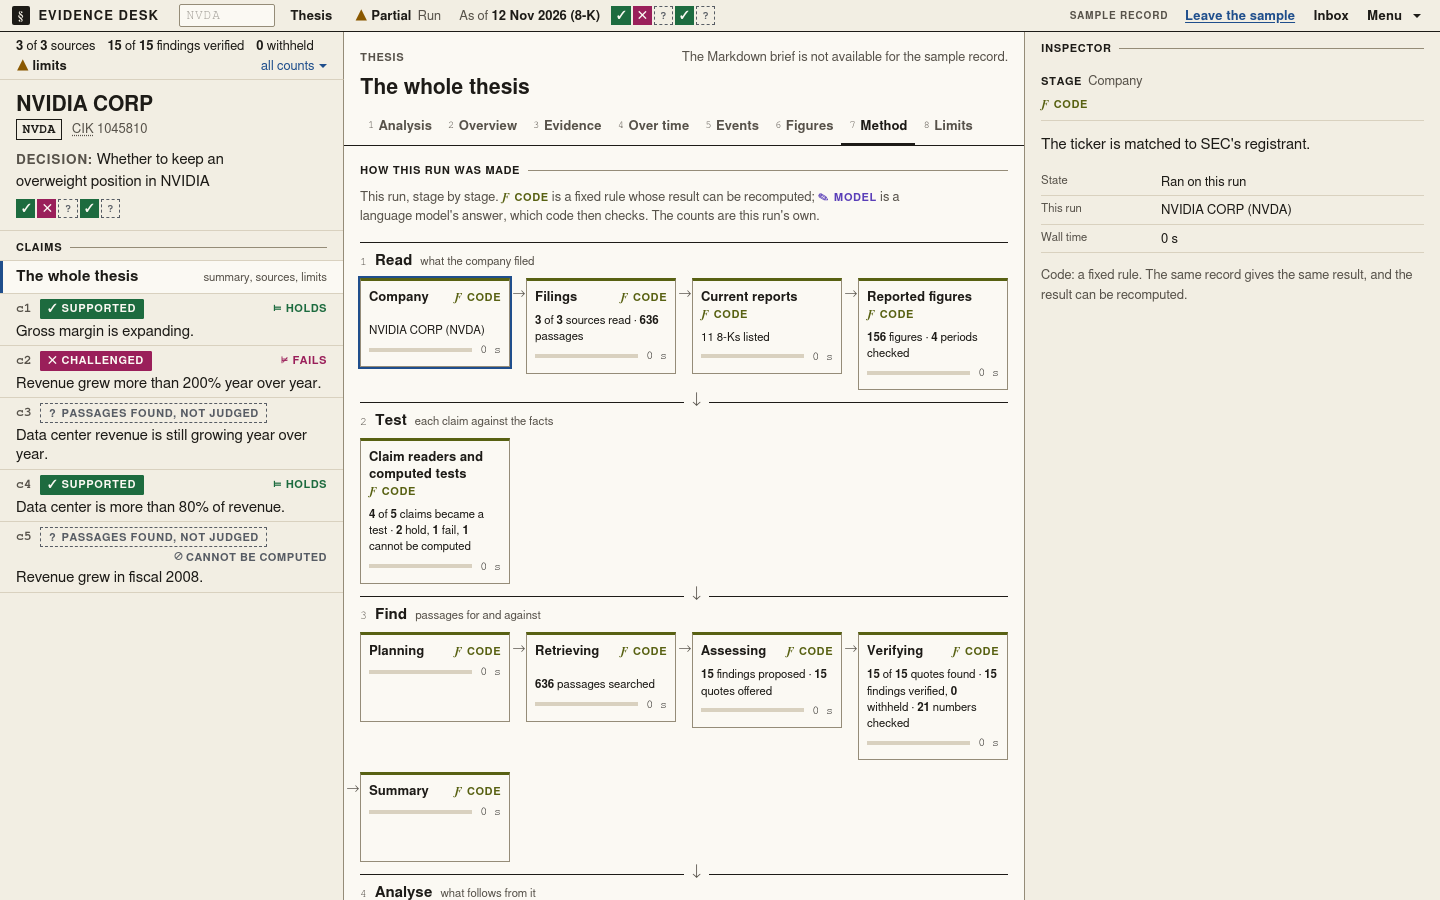 § EVIDENCE DESK NVDA Thesis ▲ Partial Run As of 12 Nov 2026 (8-K) ✓ ✕ ? ✓ ? SAMPLE RECORD Leave the sample Inbox Menu
3 of 3 sources 15 of 15 findings verified 0 withheld
▲ limits all counts
NVIDIA CORP
NVDA CIK 1045810
DECISION: Whether to keep an
overweight position in NVIDIA
✓ ✕ ? ✓ ?
CLAIMS
The whole thesis summary, sources, limits
c1 ✓ SUPPORTED ⊨ HOLDS
Gross margin is expanding.
c2 ✕ CHALLENGED ⊭ FAILS
Revenue grew more than 200% year over year.
c3 ? PASSAGES FOUND, NOT JUDGED
Data center revenue is still growing year over
year.
c4 ✓ SUPPORTED ⊨ HOLDS
Data center is more than 80% of revenue.
c5 ? PASSAGES FOUND, NOT JUDGED
⊘ CANNOT BE COMPUTED
Revenue grew in fiscal 2008.
THESIS The Markdown brief is not available for the sample record.
The whole thesis
1 Analysis 2 Overview 3 Evidence 4 Over time 5 Events 6 Figures 7 Method 8 Limits
HOW THIS RUN WAS MADE
This run, stage by stage. Ƒ CODE is a fixed rule whose result can be recomputed; ✎ MODEL is a
language model's answer, which code then checks. The counts are this run's own.
1 Read what the company filed
Company Ƒ CODE
NVIDIA CORP (NVDA)
0 s
→
Filings Ƒ CODE
3 of 3 sources read · 636
passages
0 s
→
Current reports
Ƒ CODE
11 8-Ks listed
0 s
→
Reported figures
Ƒ CODE
156 figures · 4 periods
checked
0 s
↓
2 Test each claim against the facts
Claim readers and
computed tests
Ƒ CODE
4 of 5 claims became a
test · 2 hold, 1 fail, 1
cannot be computed
0 s
↓
3 Find passages for and against
Planning Ƒ CODE
0 s
→
Retrieving Ƒ CODE
636 passages searched
0 s
→
Assessing Ƒ CODE
15 findings proposed · 15
quotes offered
0 s
→
Verifying Ƒ CODE
15 of 15 quotes found · 15
findings verified, 0
withheld · 21 numbers
checked
0 s
→
Summary Ƒ CODE
0 s
↓
4 Analyse what follows from it
INSPECTOR
STAGE Company
Ƒ CODE
The ticker is matched to SEC's registrant.
State Ran on this run
This run NVIDIA CORP (NVDA)
Wall time 0 s
Code: a fixed rule. The same record gives the same result, and the
result can be recomputed.